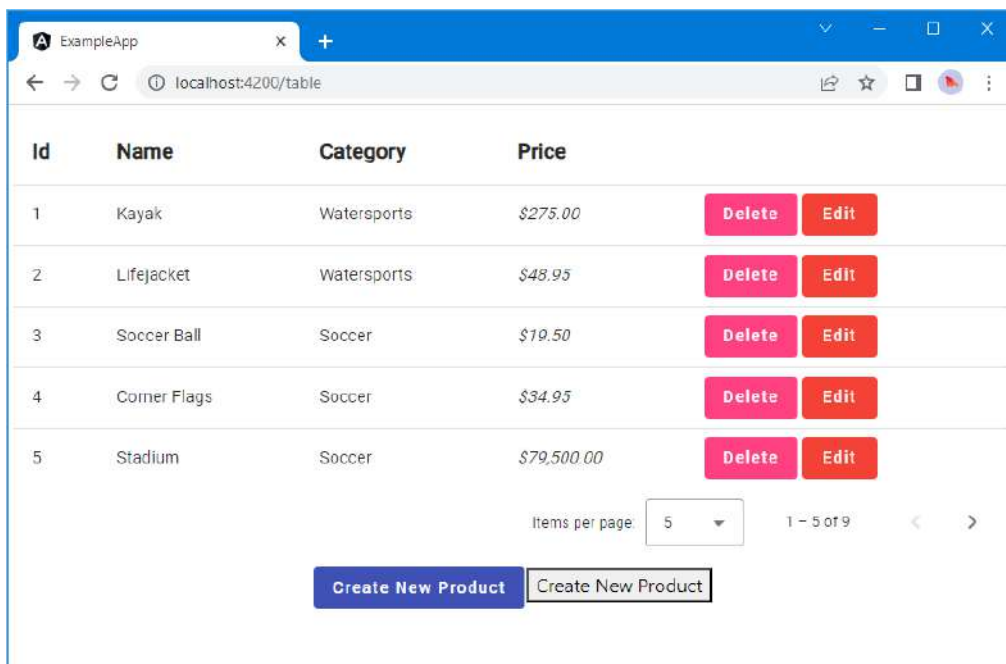 ExampleApp
localhost:4200/table
Id Name Category Price
1 Kayak Watersports $275.00 Delete Edit
2 Lifejacket Watersports $48.95 Delete Edit
3 Soccer Ball Soccer $19.50 Delete Edit
4 Corner Flags Soccer $34.95 Delete Edit
5 Stadium Soccer $79,500.00 Delete Edit
Items per page: 5 1 – 5 of 9
Create New Product Create New Product